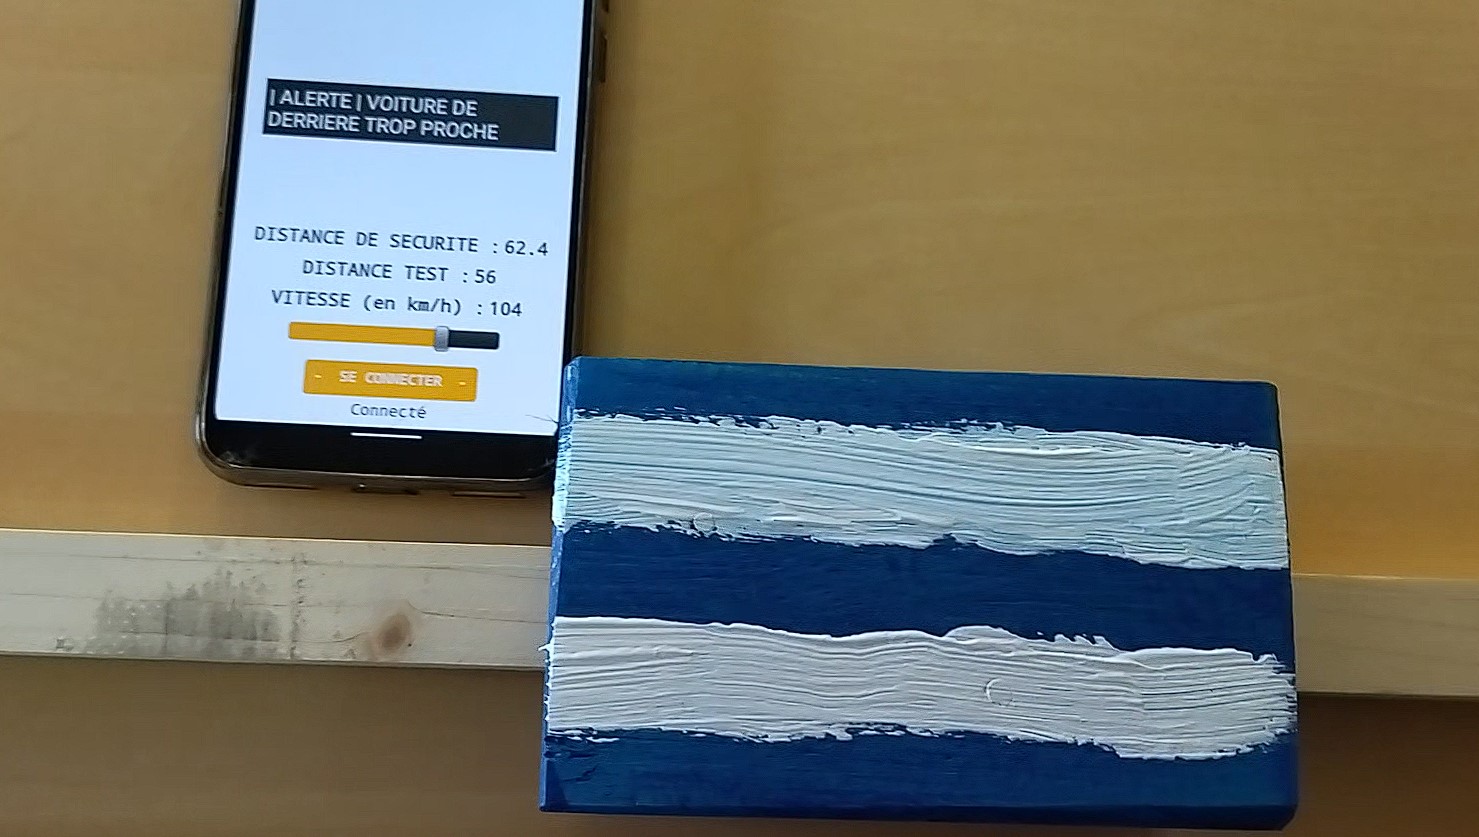 | ALERTE | VOITURE DE
DERRIERE TROP PROCHE
DISTANCE DE SECURITE : 62.4
DISTANCE TEST : 56
VITESSE (en km/h) : 104
- SE CONNECTER -
Connecté